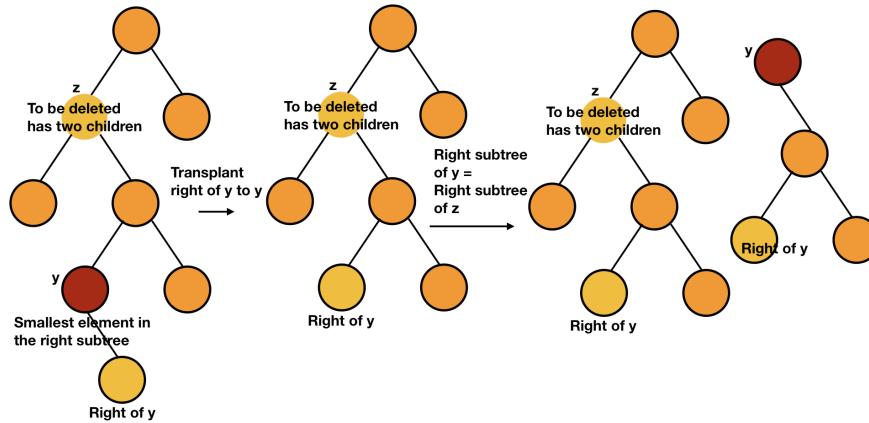 z
To be deleted
has two children
y
Smallest element in
the right subtree
Right of y
Transplant
right of y to y
z
To be deleted
has two children
Right of y
Right subtree
of y =
Right subtree
of z
z
To be deleted
has two children
Right of y
y
Right of y